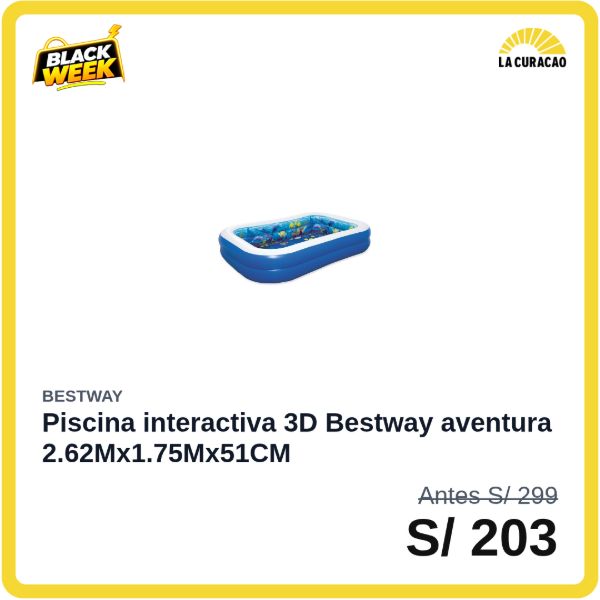 BLACK
WEEK
LA CURACAO
BESTWAY
Piscina interactiva 3D Bestway aventura
2.62Mx1.75Mx51CM
Antes S/ 299
S/ 203